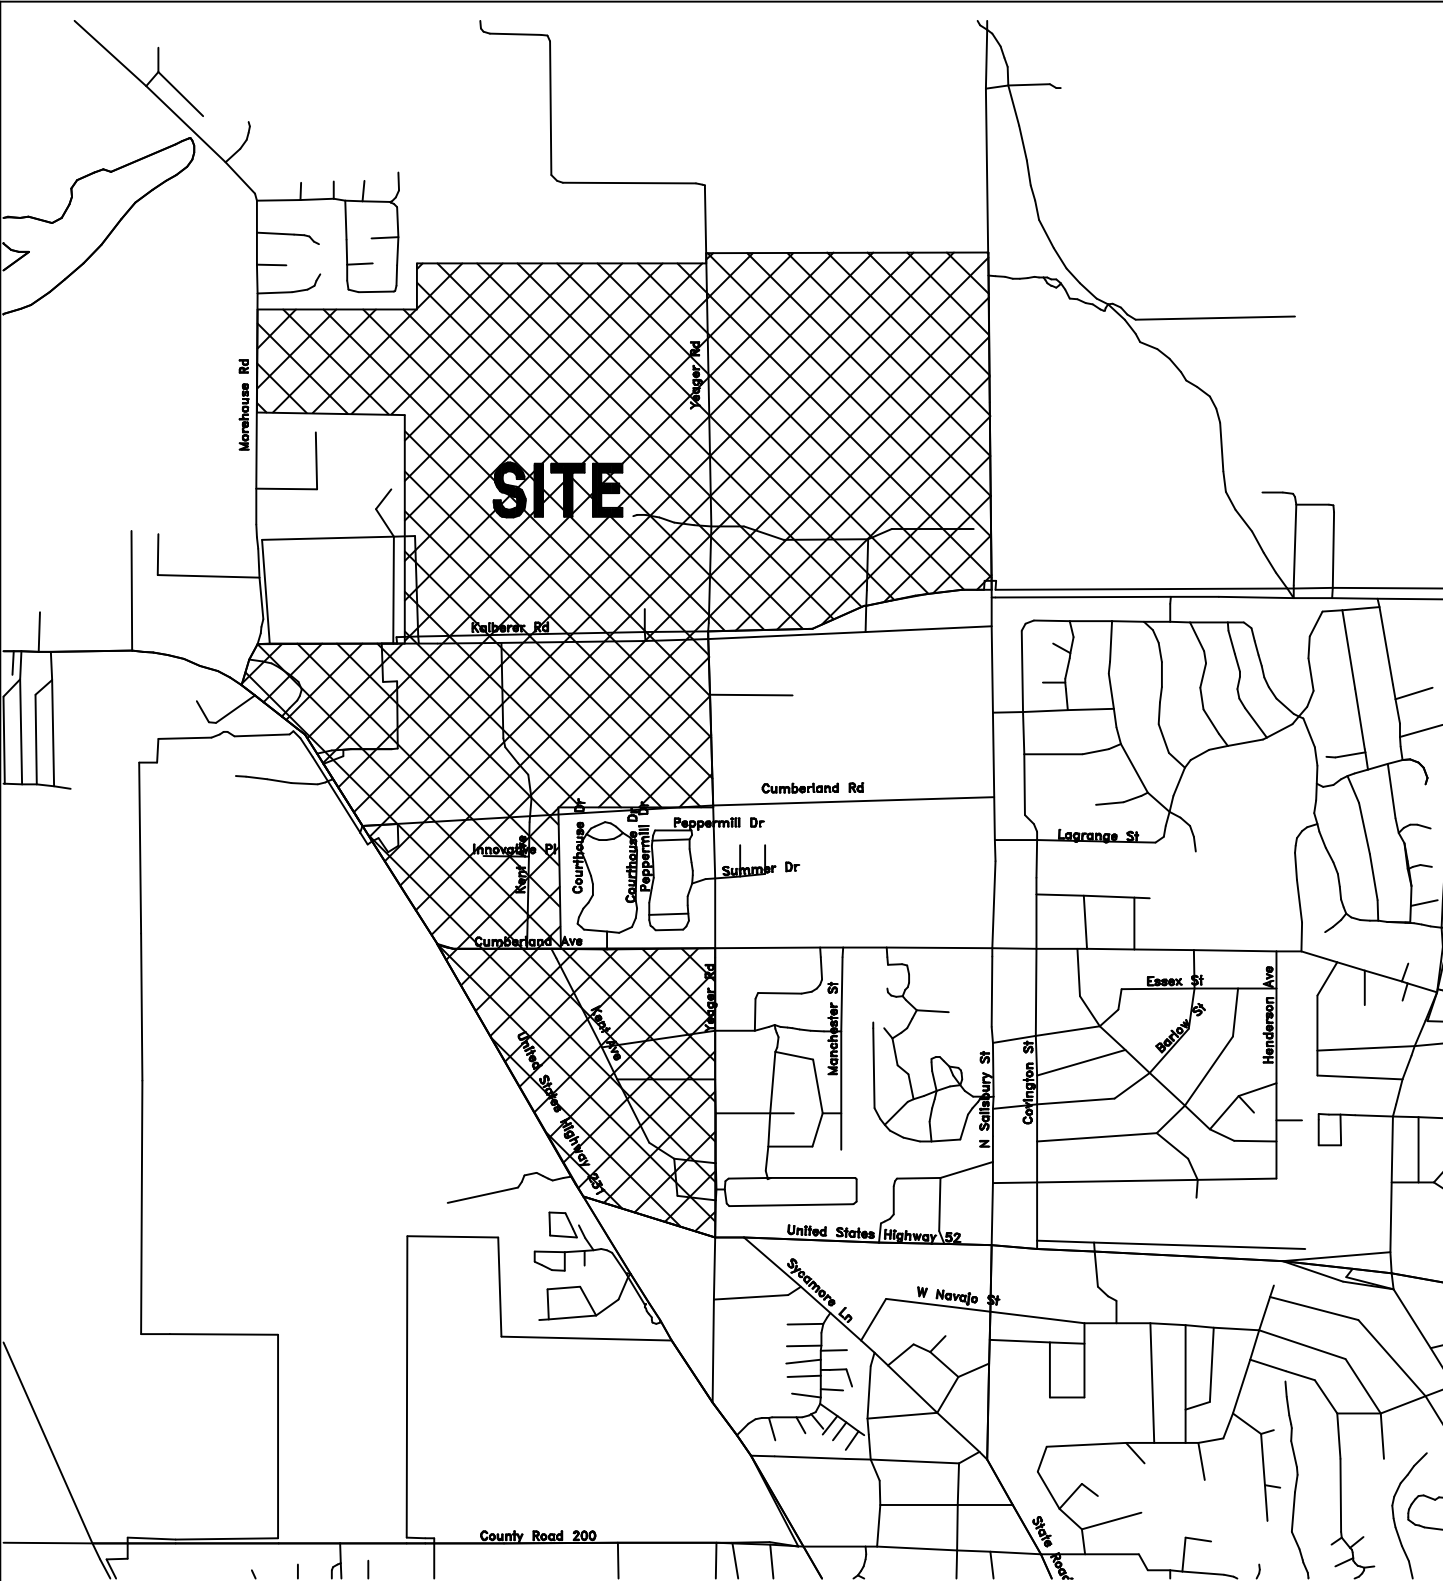 Yeager Rd
Morehouse Rd
SITE
Kalberer Rd
Cumberland Rd
Peppermill Dr
Lagrange St
Courthouse Dr
Courthouse Dr
Peppermill Dr
Innovative Pl
Kent Ave
Summer Dr
Cumberland Ave
Yeager Rd
Essex St
Henderson Ave
Manchester St
Barlow St
Kent Ave
N Salisbury St
Covington St
United States Highway 231
United States Highway 52
Sycamore Ln
W Navajo St
County Road 200
State Road